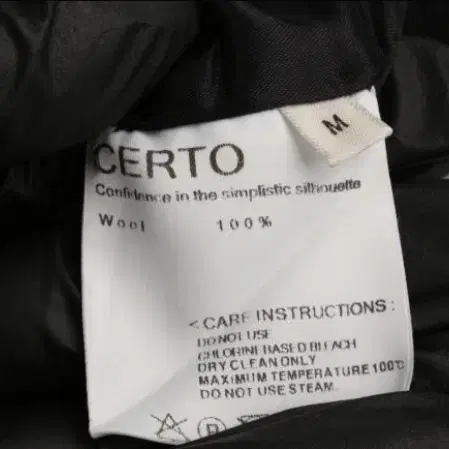 M
CERTO
Confidence in the simplistic silhouette
Wool 100%
< CARE INSTRUCTIONS :
DO NOT USE
CHLORINE BASED BLEACH
DRY CLEAN ONLY
MAXIMUM TEMPERATURE 100℃
DO NOT USE STEAM.
P